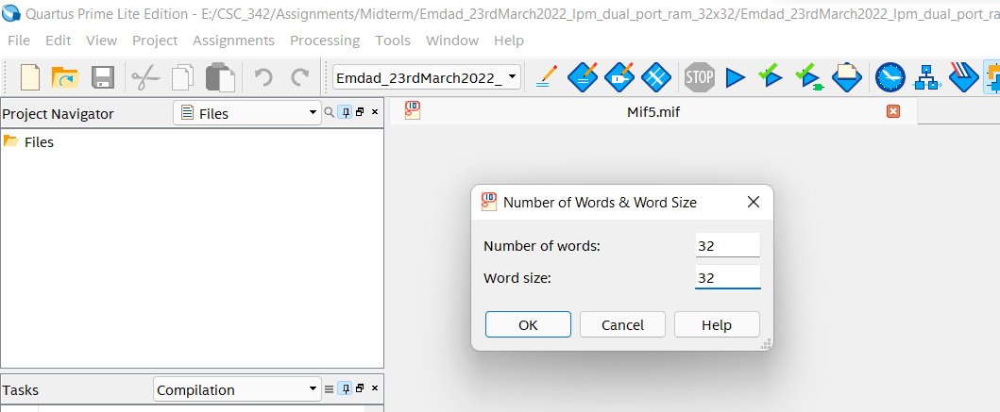 Quartus Prime Lite Edition - E:/CSC_342/Assignments/Midterm/Emdad_23rdMarch2022_lpm_dual_port_ram_32x32/Emdad_23rdMarch2022_lpm_dual_port_ra
File Edit View Project Assignments Processing Tools Window Help
Emdad_23rdMarch2022_
STOP
Project Navigator Files
Mif5.mif
Files
Number of Words & Word Size
Number of words: 32
Word size: 32
OK Cancel Help
Tasks Compilation